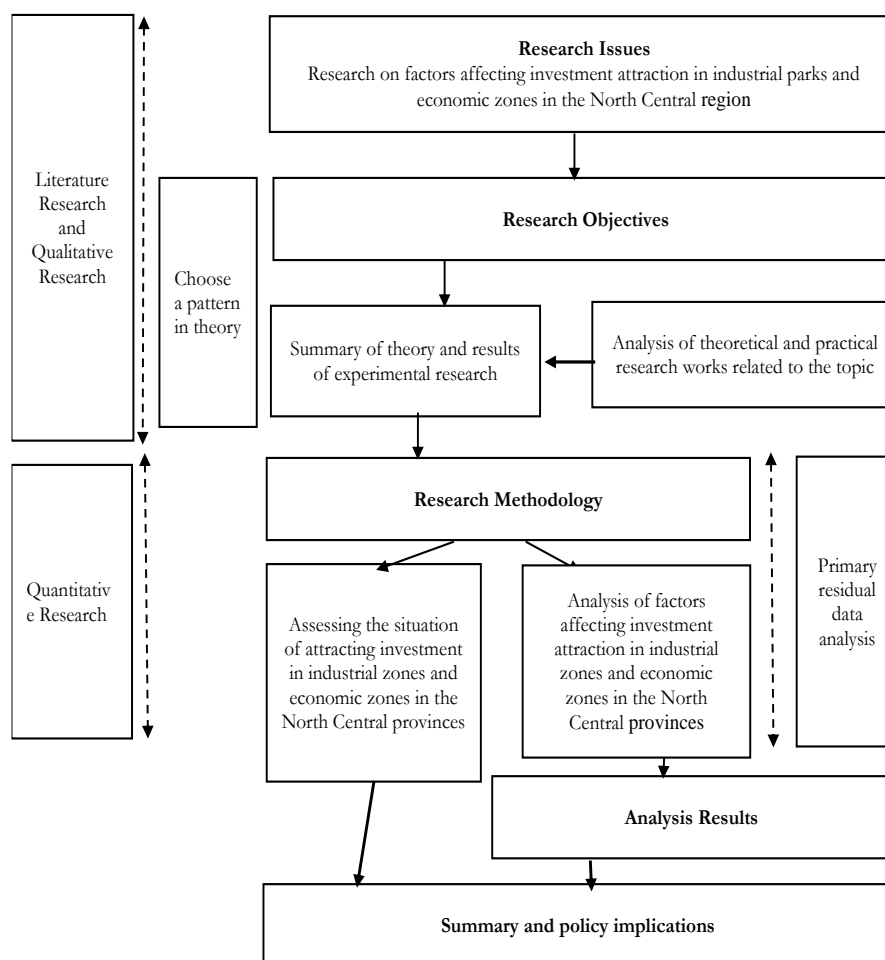 Research Issues
Research on factors affecting investment attraction in industrial parks and
economic zones in the North Central region
Literature
Research
and
Qualitative
Research
Research Objectives
Choose
a pattern
in theory
Summary of theory and results
of experimental research
Analysis of theoretical and practical
research works related to the topic
Research Methodology
Quantitativ
e Research
Assessing the situation
of attracting investment
in industrial zones and
economic zones in the
North Central provinces
Analysis of factors
affecting investment
attraction in industrial
zones and economic
zones in the North
Central provinces
Primary
residual
data
analysis
Analysis Results
Summary and policy implications